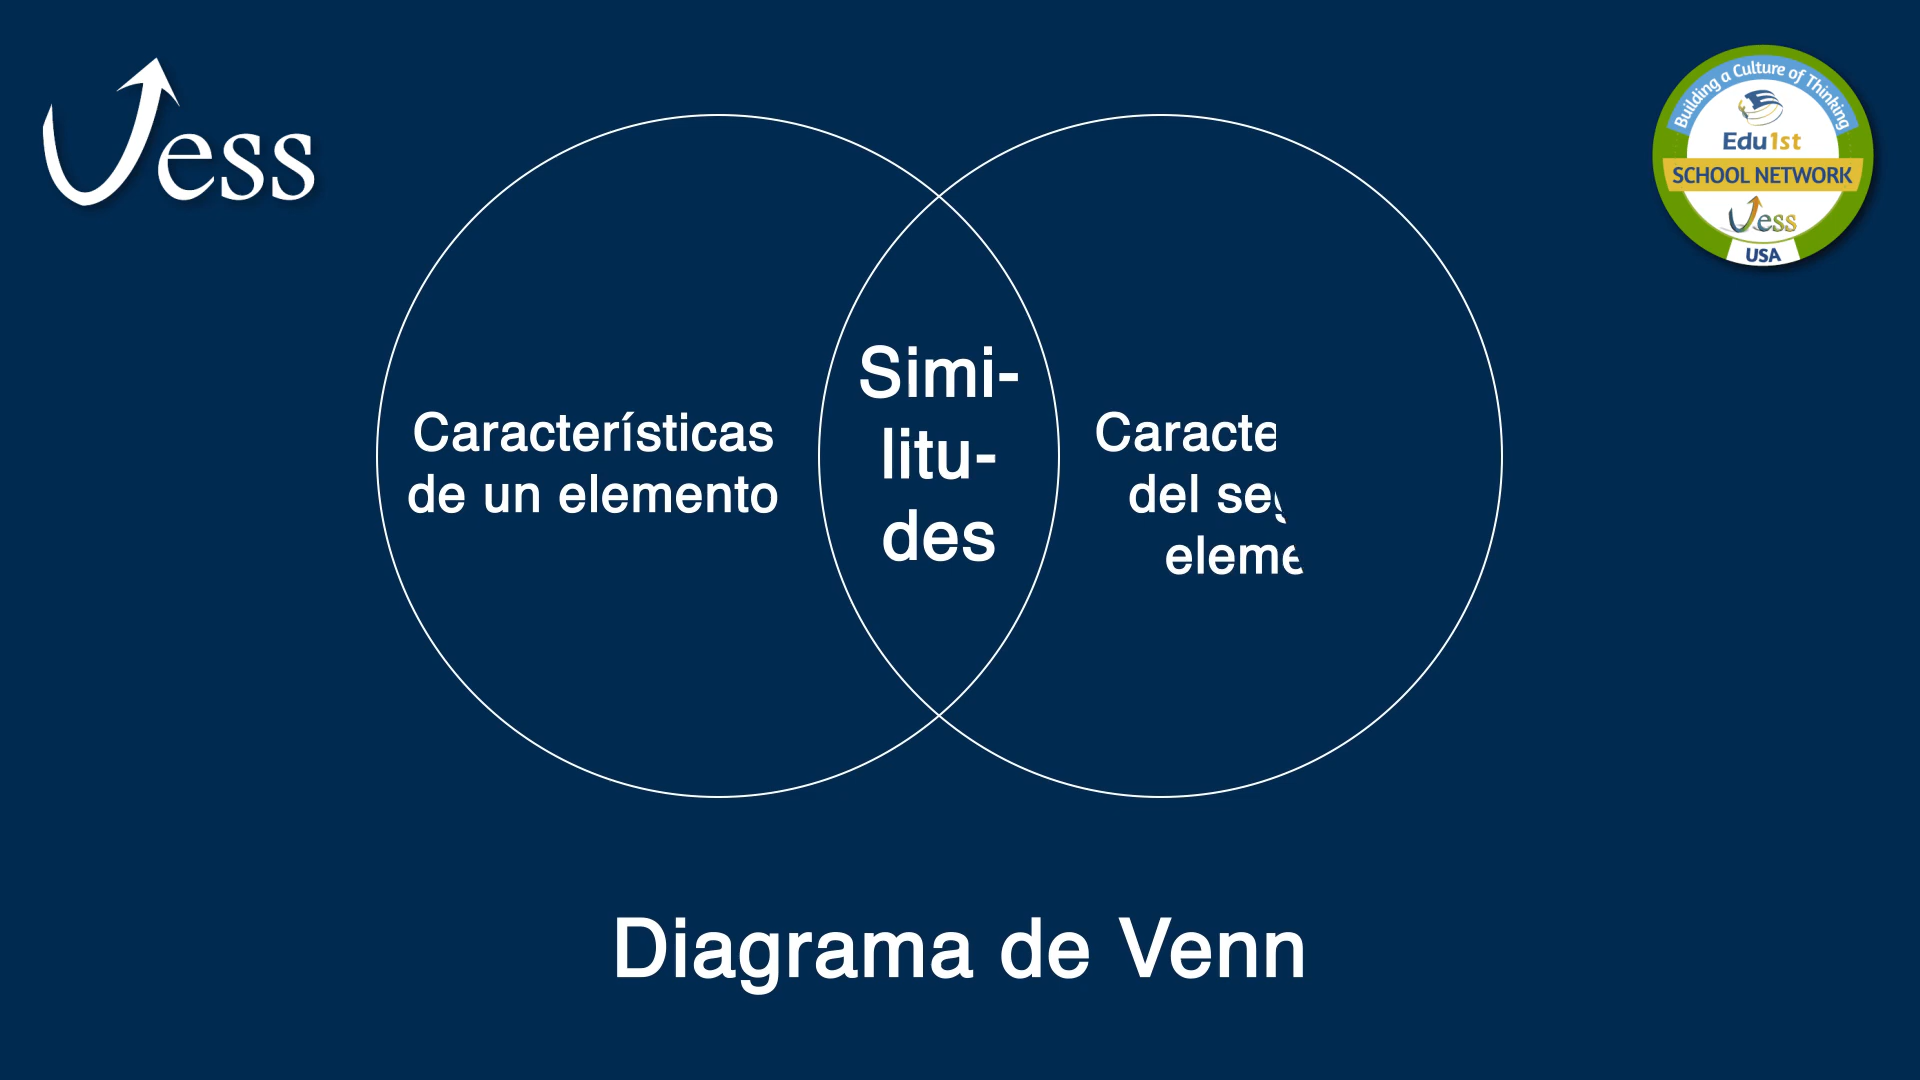 Vess
Building a Culture of Thinking
Edu1st
SCHOOL NETWORK
Vess
USA
Características
de un elemento
Simi-
litu-
des
Caracte
del se
eleme
Diagrama de Venn